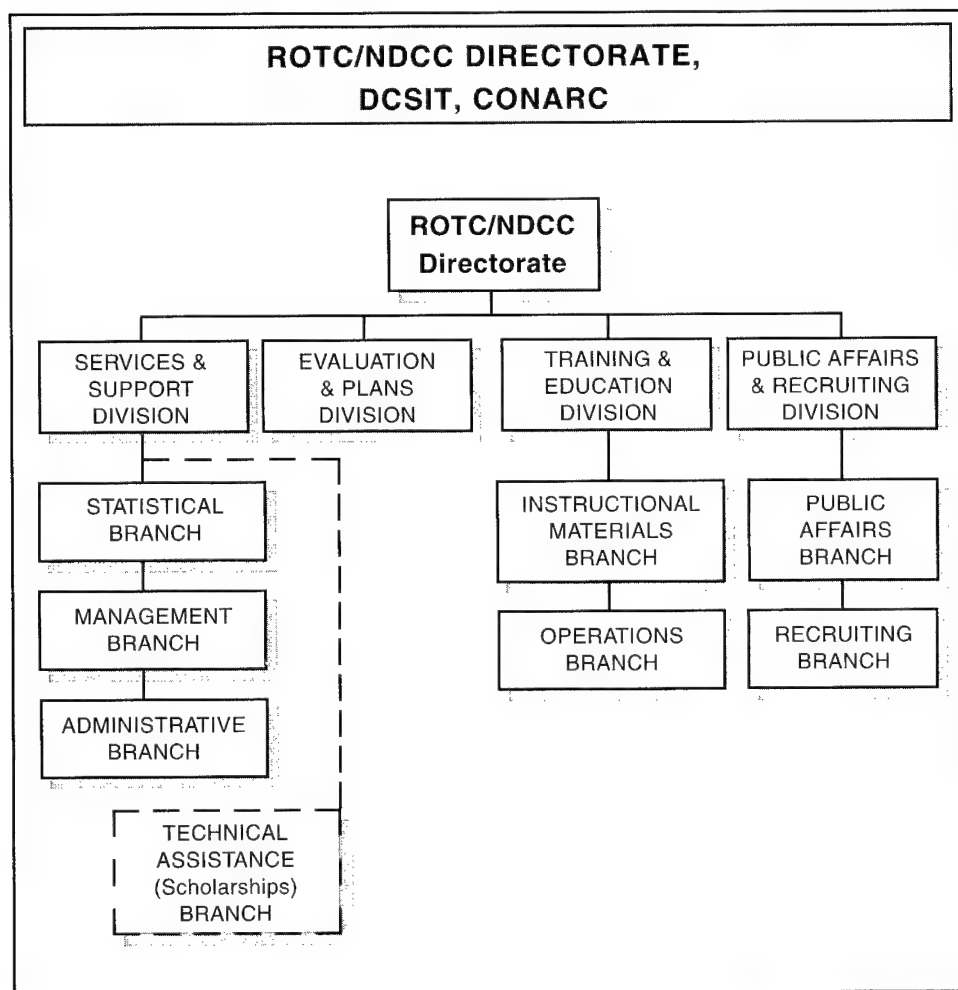 ROTC/NDCC DIRECTORATE,
DCSIT, CONARC
ROTC/NDCC
Directorate
SERVICES &
SUPPORT
DIVISION
EVALUATION
& PLANS
DIVISION
TRAINING &
EDUCATION
DIVISION
PUBLIC AFFAIRS
& RECRUITING
DIVISION
STATISTICAL
BRANCH
INSTRUCTIONAL
MATERIALS
BRANCH
PUBLIC
AFFAIRS
BRANCH
MANAGEMENT
BRANCH
OPERATIONS
BRANCH
RECRUITING
BRANCH
ADMINISTRATIVE
BRANCH
TECHNICAL
ASSISTANCE
(Scholarships)
BRANCH